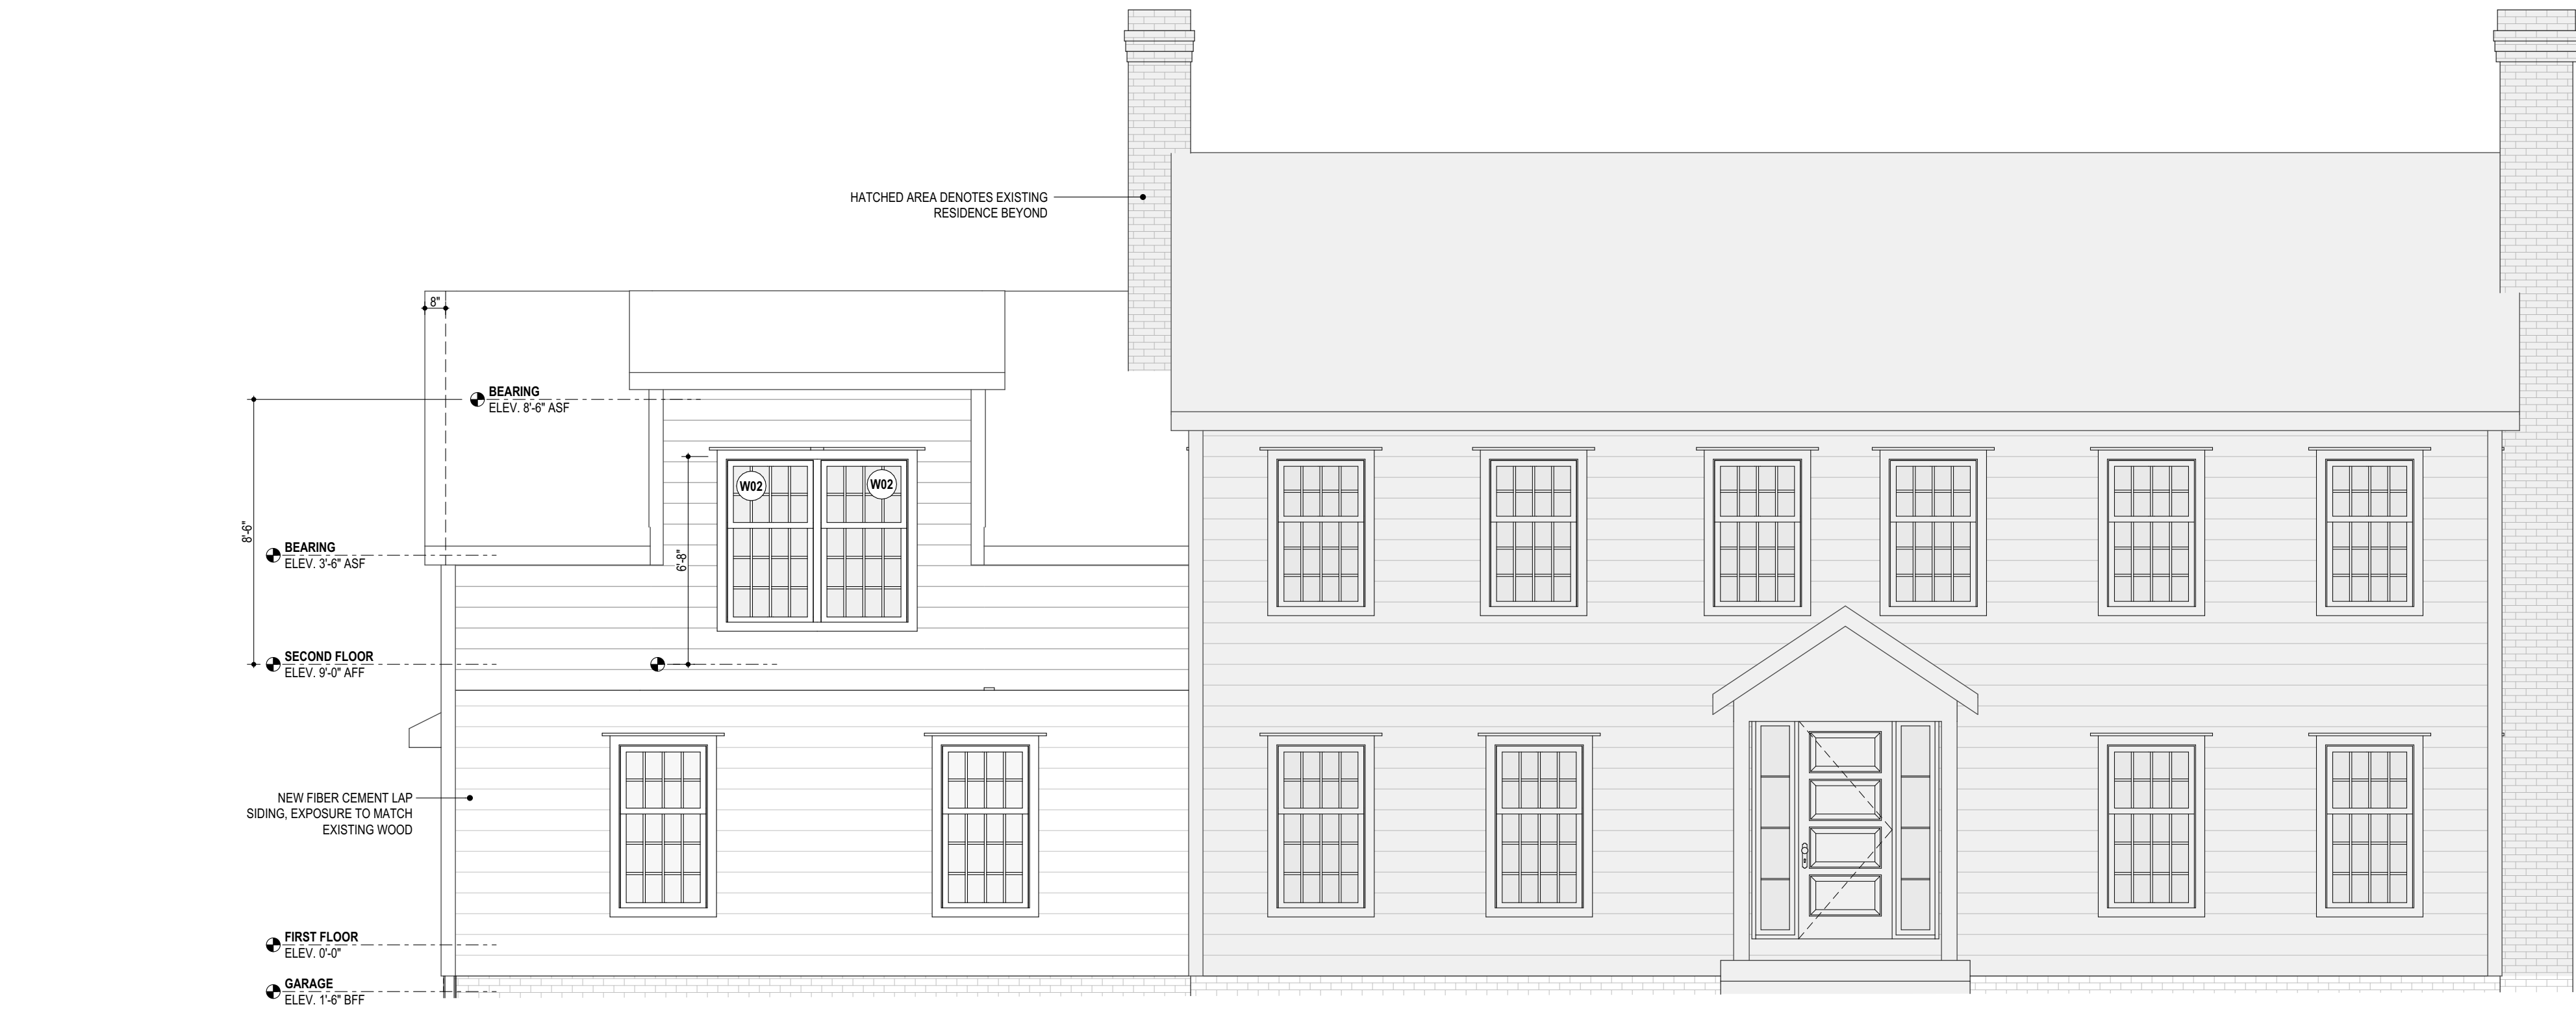 HATCHED AREA DENOTES EXISTING
RESIDENCE BEYOND
8"
BEARING
ELEV. 8'-6" ASF
W02
W02
8'-6"
6'-8"
BEARING
ELEV. 3'-6" ASF
SECOND FLOOR
ELEV. 9'-0" AFF
NEW FIBER CEMENT LAP
SIDING, EXPOSURE TO MATCH
EXISTING WOOD
FIRST FLOOR
ELEV. 0'-0"
GARAGE
ELEV. 1'-6" BFF